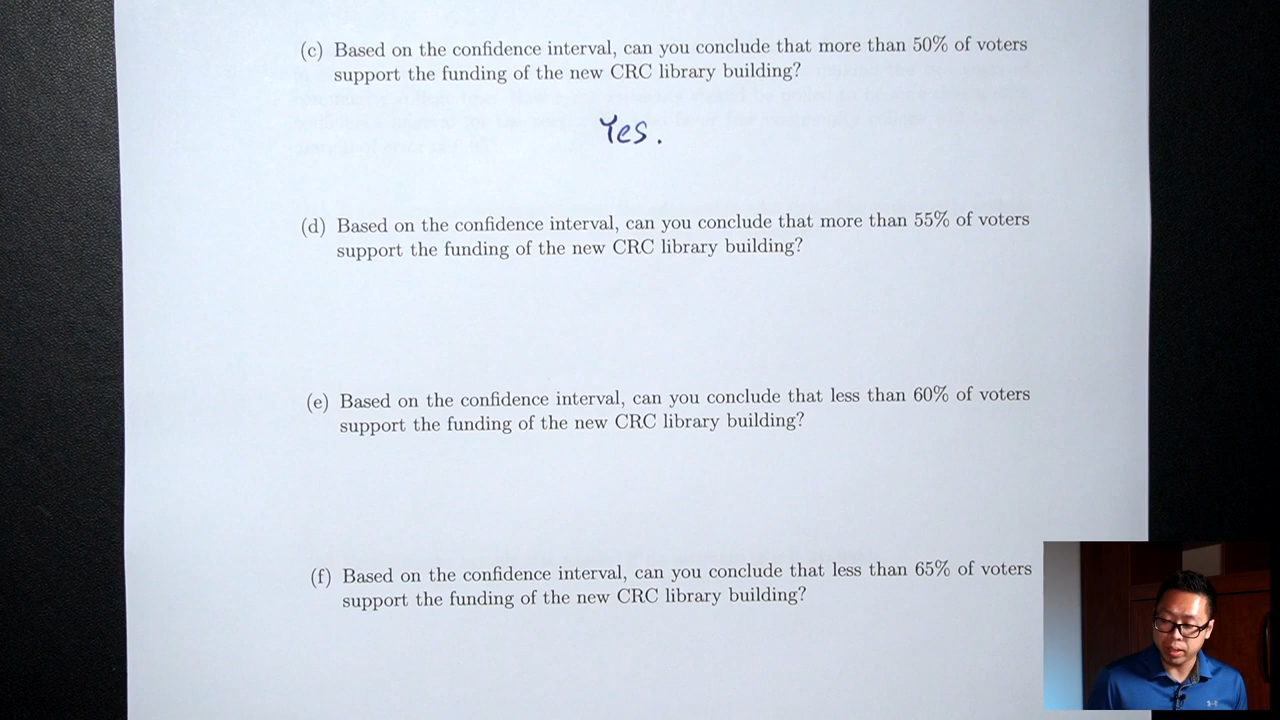 (c) Based on the confidence interval, can you conclude that more than 50% of voters
support the funding of the new CRC library building?
Yes.
(d) Based on the confidence interval, can you conclude that more than 55% of voters
support the funding of the new CRC library building?
(e) Based on the confidence interval, can you conclude that less than 60% of voters
support the funding of the new CRC library building?
(f) Based on the confidence interval, can you conclude that less than 65% of voters
support the funding of the new CRC library building?